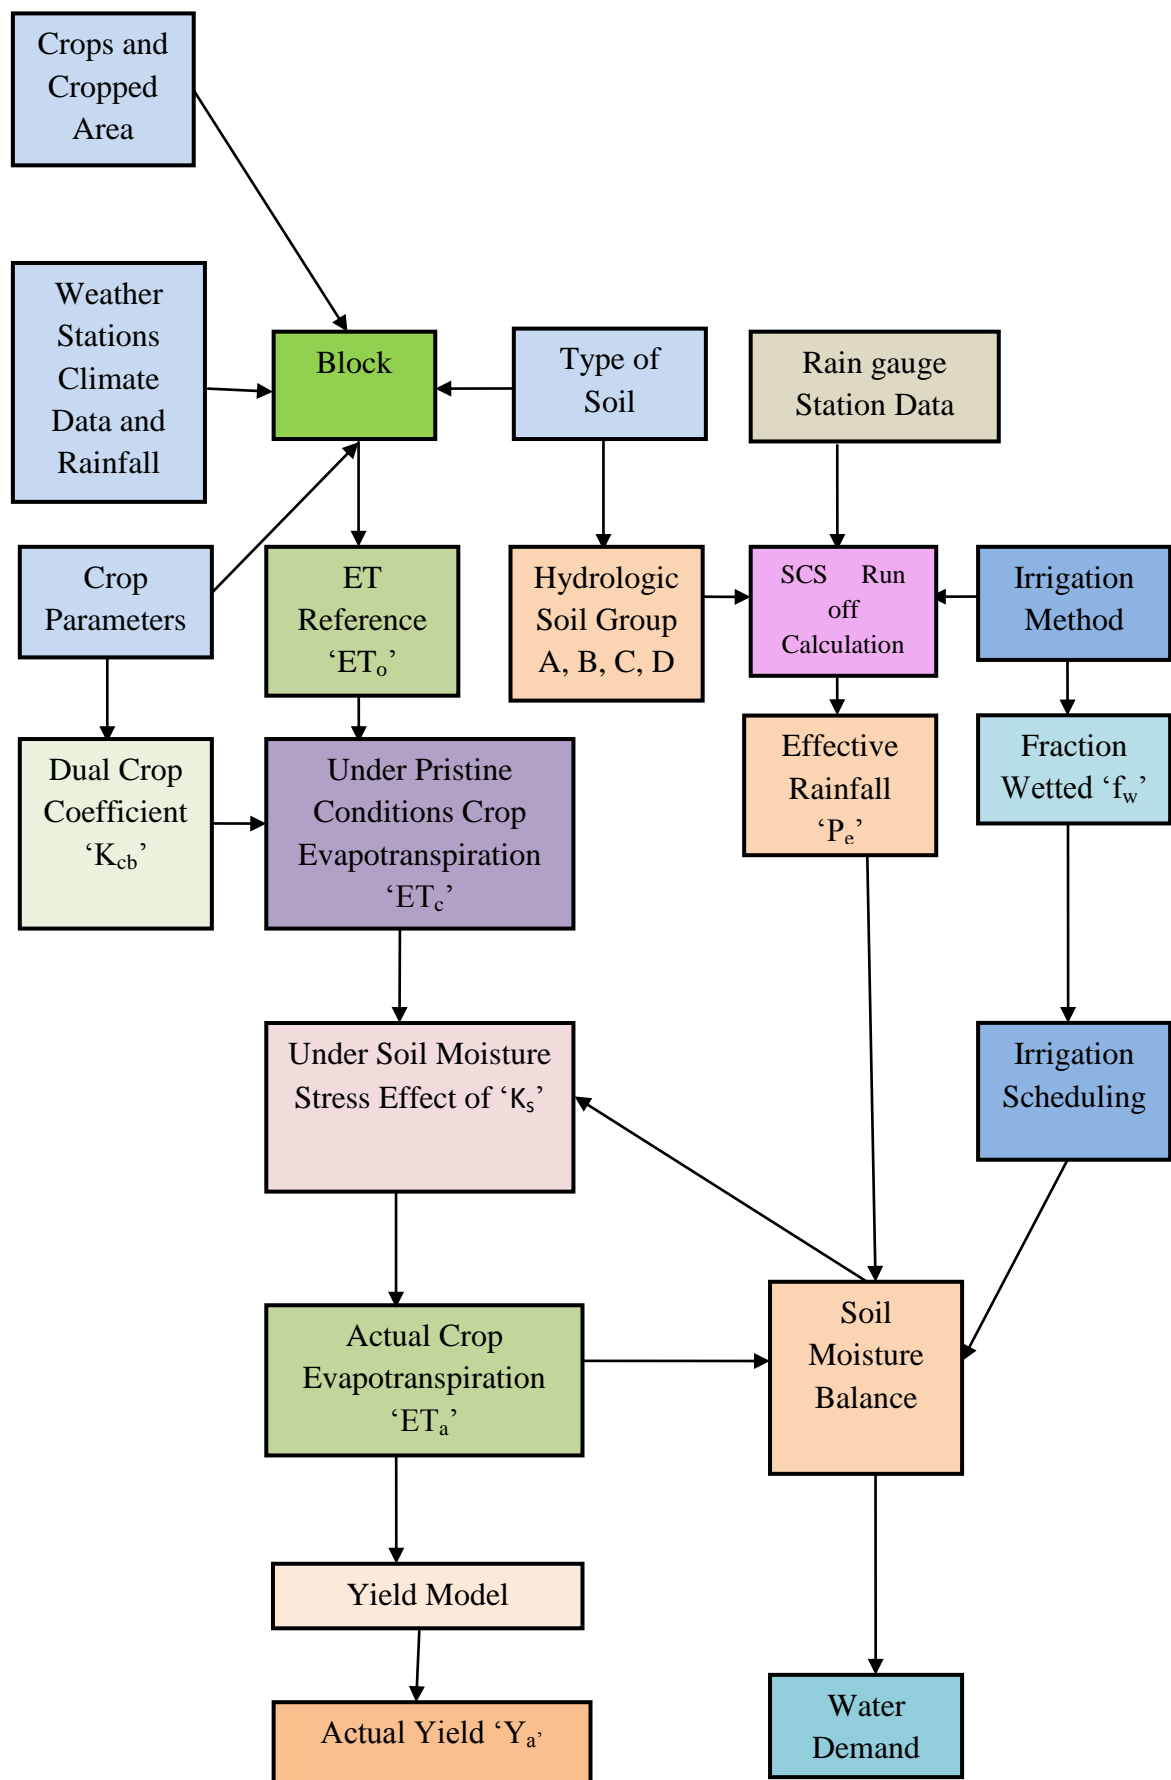 Crops and
Cropped
Area
Weather
Stations
Climate
Data and
Rainfall
Block
Type of
Soil
Rain gauge
Station Data
Crop
Parameters
ET
Reference
‘ETₒ’
Hydrologic
Soil Group
A, B, C, D
SCS Run
off
Calculation
Irrigation
Method
Dual Crop
Coefficient
‘K_cb’
Under Pristine
Conditions Crop
Evapotranspiration
‘ET_c’
Effective
Rainfall
‘Pₑ’
Fraction
Wetted ‘f_w’
Under Soil Moisture
Stress Effect of ‘Kₛ’
Irrigation
Scheduling
Actual Crop
Evapotranspiration
‘ETₐ’
Soil
Moisture
Balance
Yield Model
Actual Yield ‘Yₐ’
Water
Demand